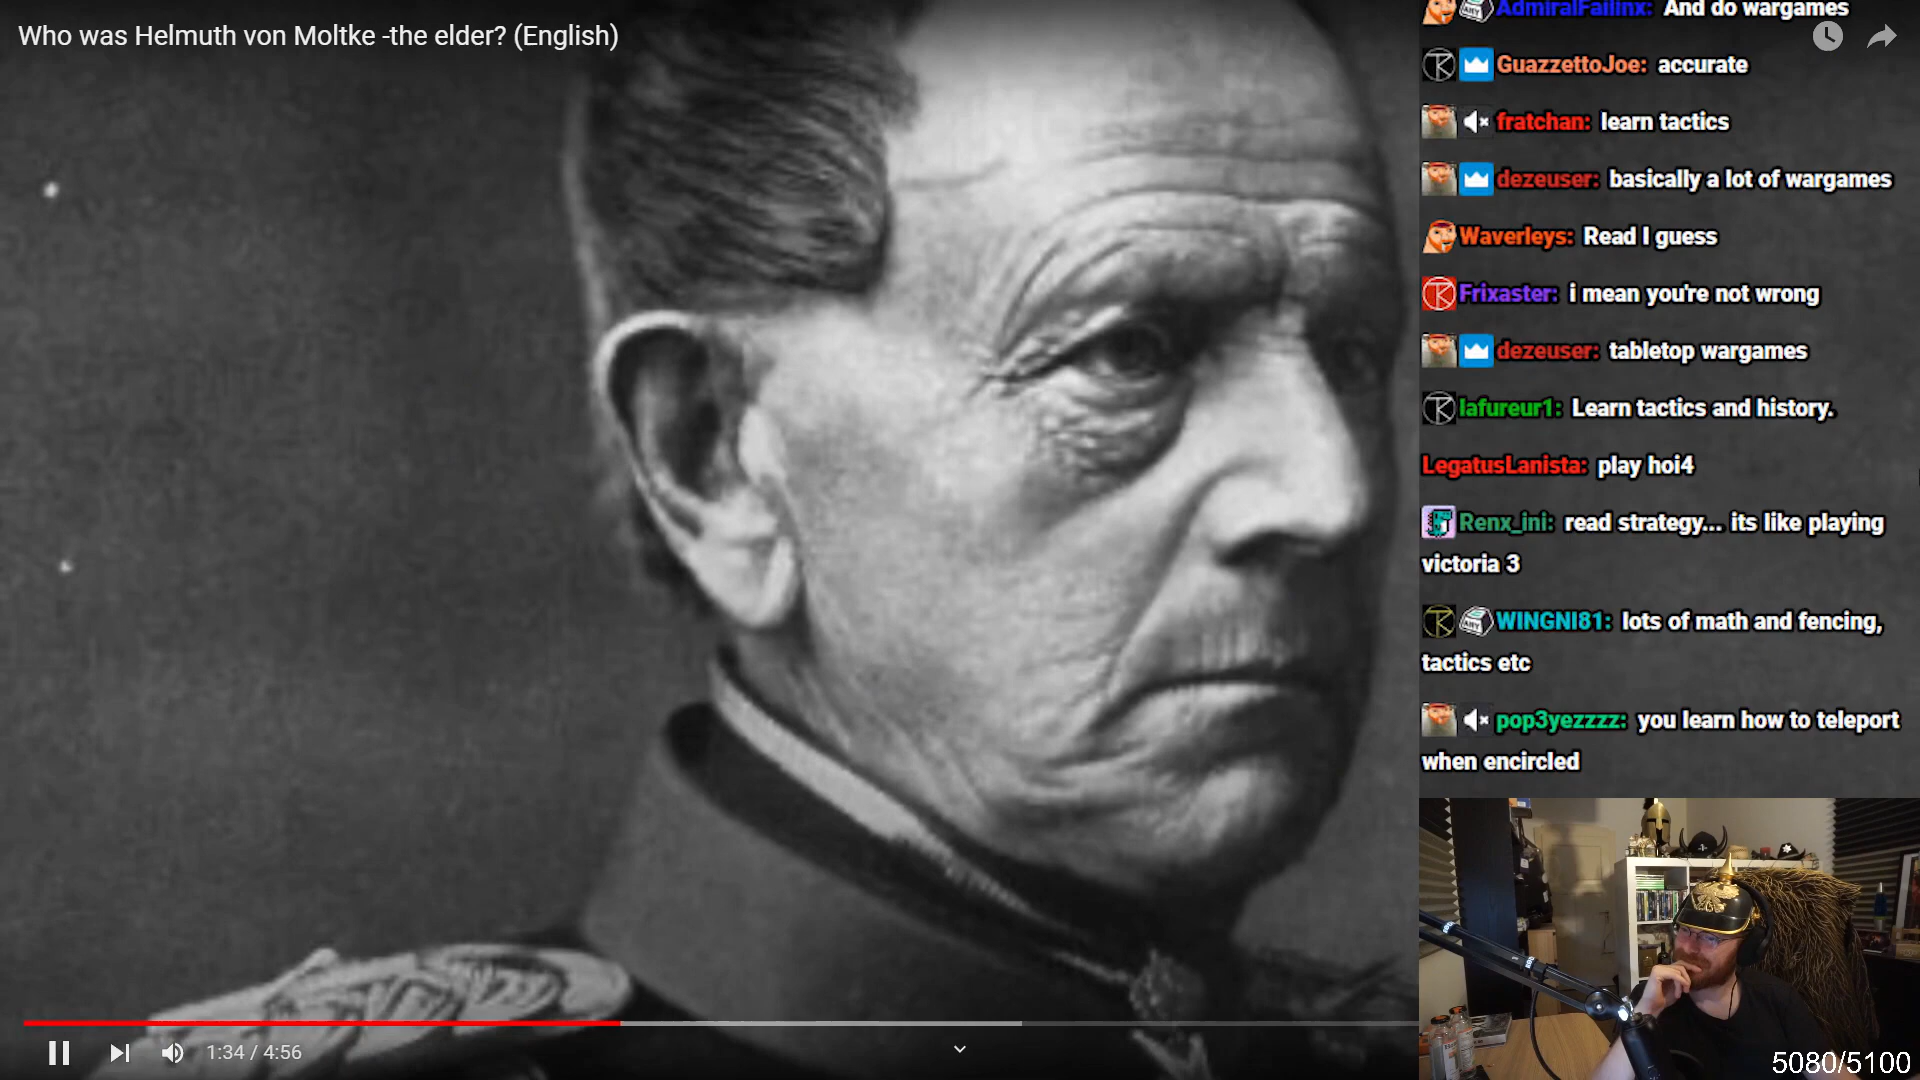 Who was Helmuth von Moltke -the elder? (English)
AdmiralFailinx: And do wargames
GuazzettoJoe: accurate
fratchan: learn tactics
dezeuser: basically a lot of wargames
Waverleys: Read I guess
Frixaster: i mean you're not wrong
dezeuser: tabletop wargames
lafureur1: Learn tactics and history.
LegatusLanista: play hoi4
Renx_ini: read strategy... its like playing
victoria 3
WINGNI81: lots of math and fencing,
tactics etc
pop3yezzzz: you learn how to teleport
when encircled
1:34 / 4:56
5080/5100